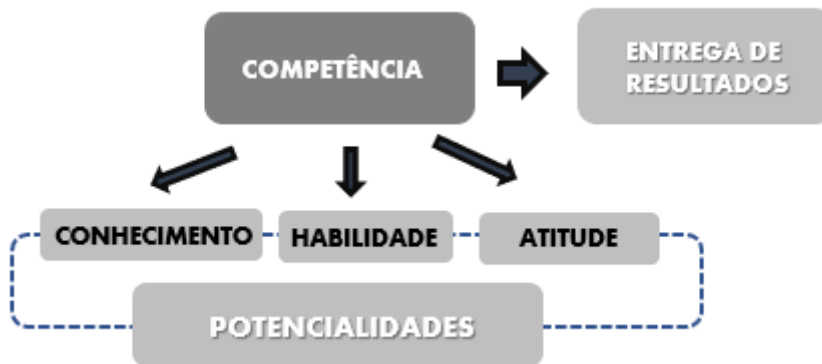 COMPETÊNCIA
ENTREGA DE
RESULTADOS
CONHECIMENTO
HABILIDADE
ATITUDE
POTENCIALIDADES